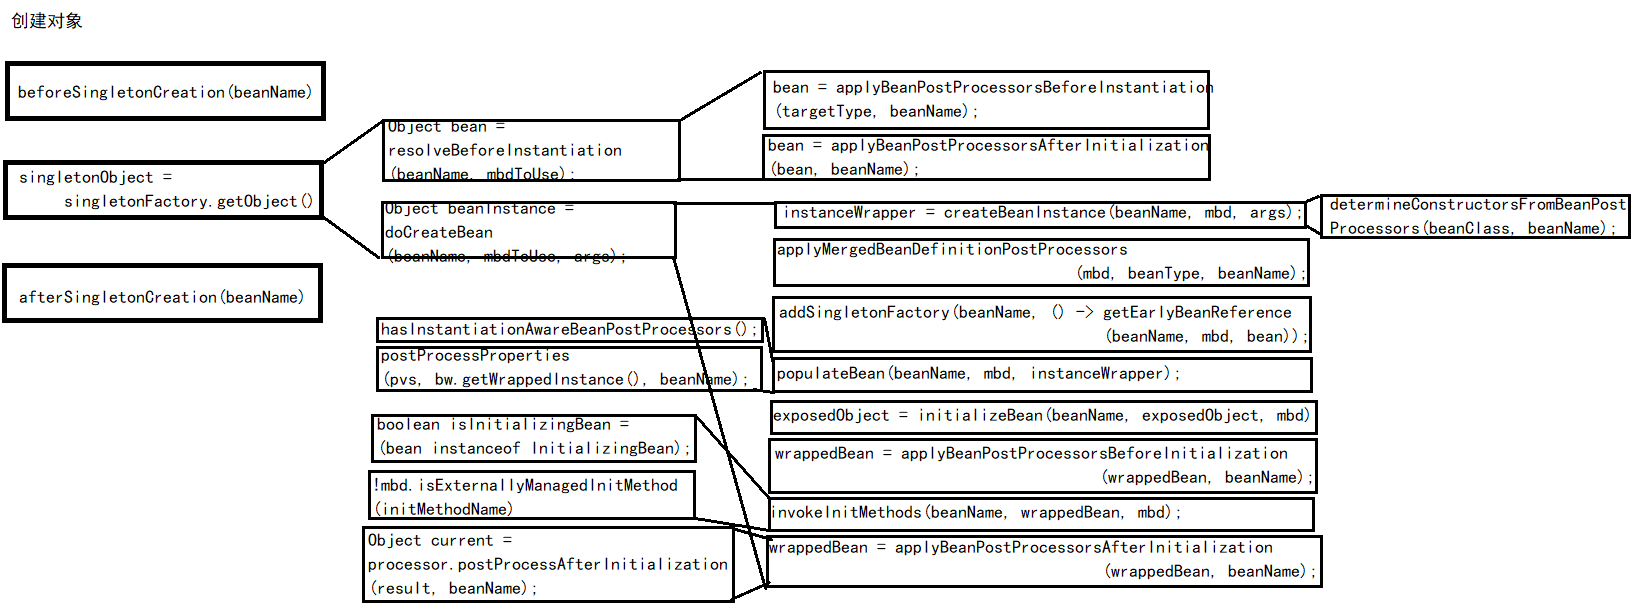 创建对象
beforeSingletonCreation(beanName)
singletonObject =
singletonFactory.getObject()
afterSingletonCreation(beanName)
Object bean =
resolveBeforeInstantiation
(beanName, mbdToUse);
Object beanInstance =
doCreateBean
(beanName, mbdToUse, args);
bean = applyBeanPostProcessorsBeforeInstantiation
(targetType, beanName);
bean = applyBeanPostProcessorsAfterInitialization
(bean, beanName);
instanceWrapper = createBeanInstance(beanName, mbd, args);
determineConstructorsFromBeanPost
Processors(beanClass, beanName);
applyMergedBeanDefinitionPostProcessors
(mbd, beanType, beanName);
addSingletonFactory(beanName, () -> getEarlyBeanReference
(beanName, mbd, bean));
hasInstantiationAwareBeanPostProcessors();
postProcessProperties
(pvs, bw.getWrappedInstance(), beanName);
populateBean(beanName, mbd, instanceWrapper);
exposedObject = initializeBean(beanName, exposedObject, mbd)
wrappedBean = applyBeanPostProcessorsBeforeInitialization
(wrappedBean, beanName);
boolean isInitializingBean =
(bean instanceof InitializingBean);
!mbd.isExternallyManagedInitMethod
(initMethodName)
invokeInitMethods(beanName, wrappedBean, mbd);
Object current =
processor.postProcessAfterInitialization
(result, beanName);
wrappedBean = applyBeanPostProcessorsAfterInitialization
(wrappedBean, beanName);